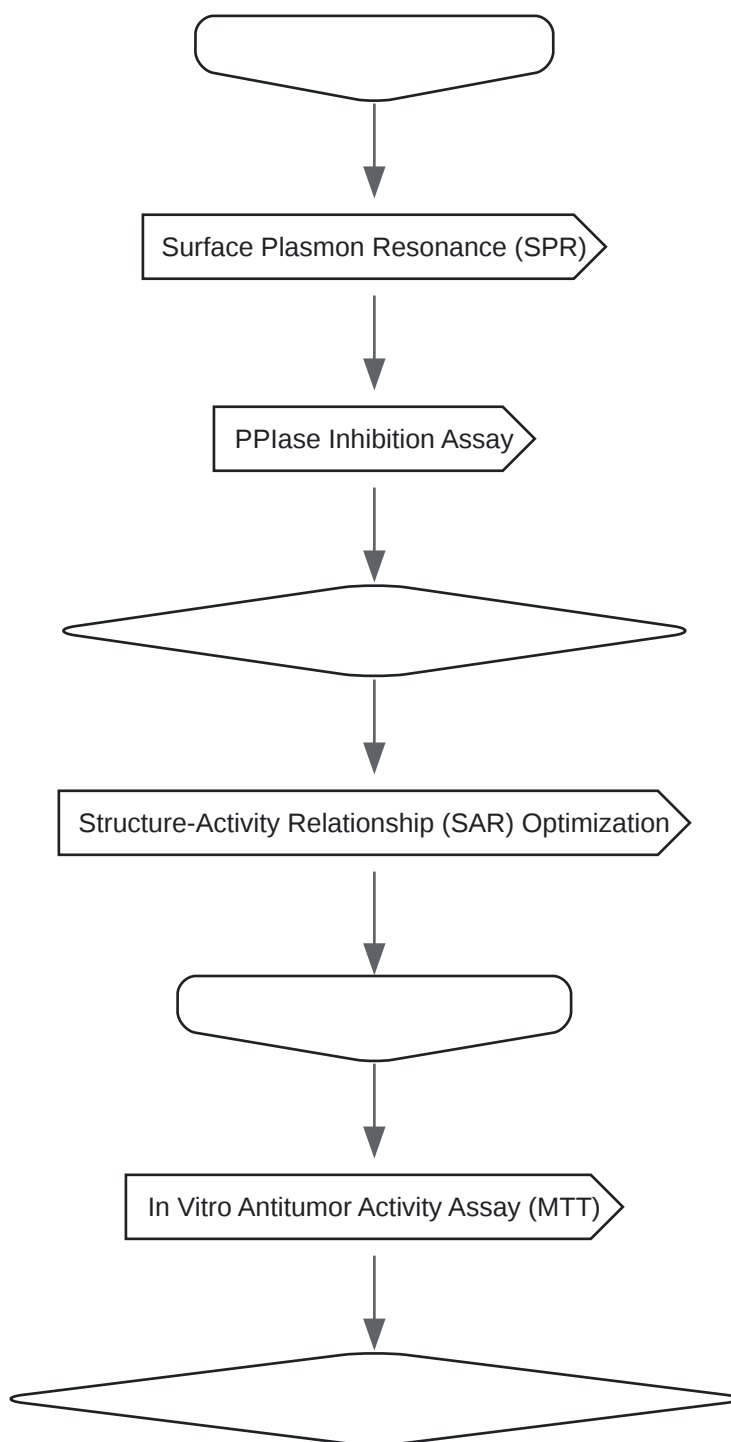 Surface Plasmon Resonance (SPR)
PPIase Inhibition Assay
Structure-Activity Relationship (SAR) Optimization
In Vitro Antitumor Activity Assay (MTT)